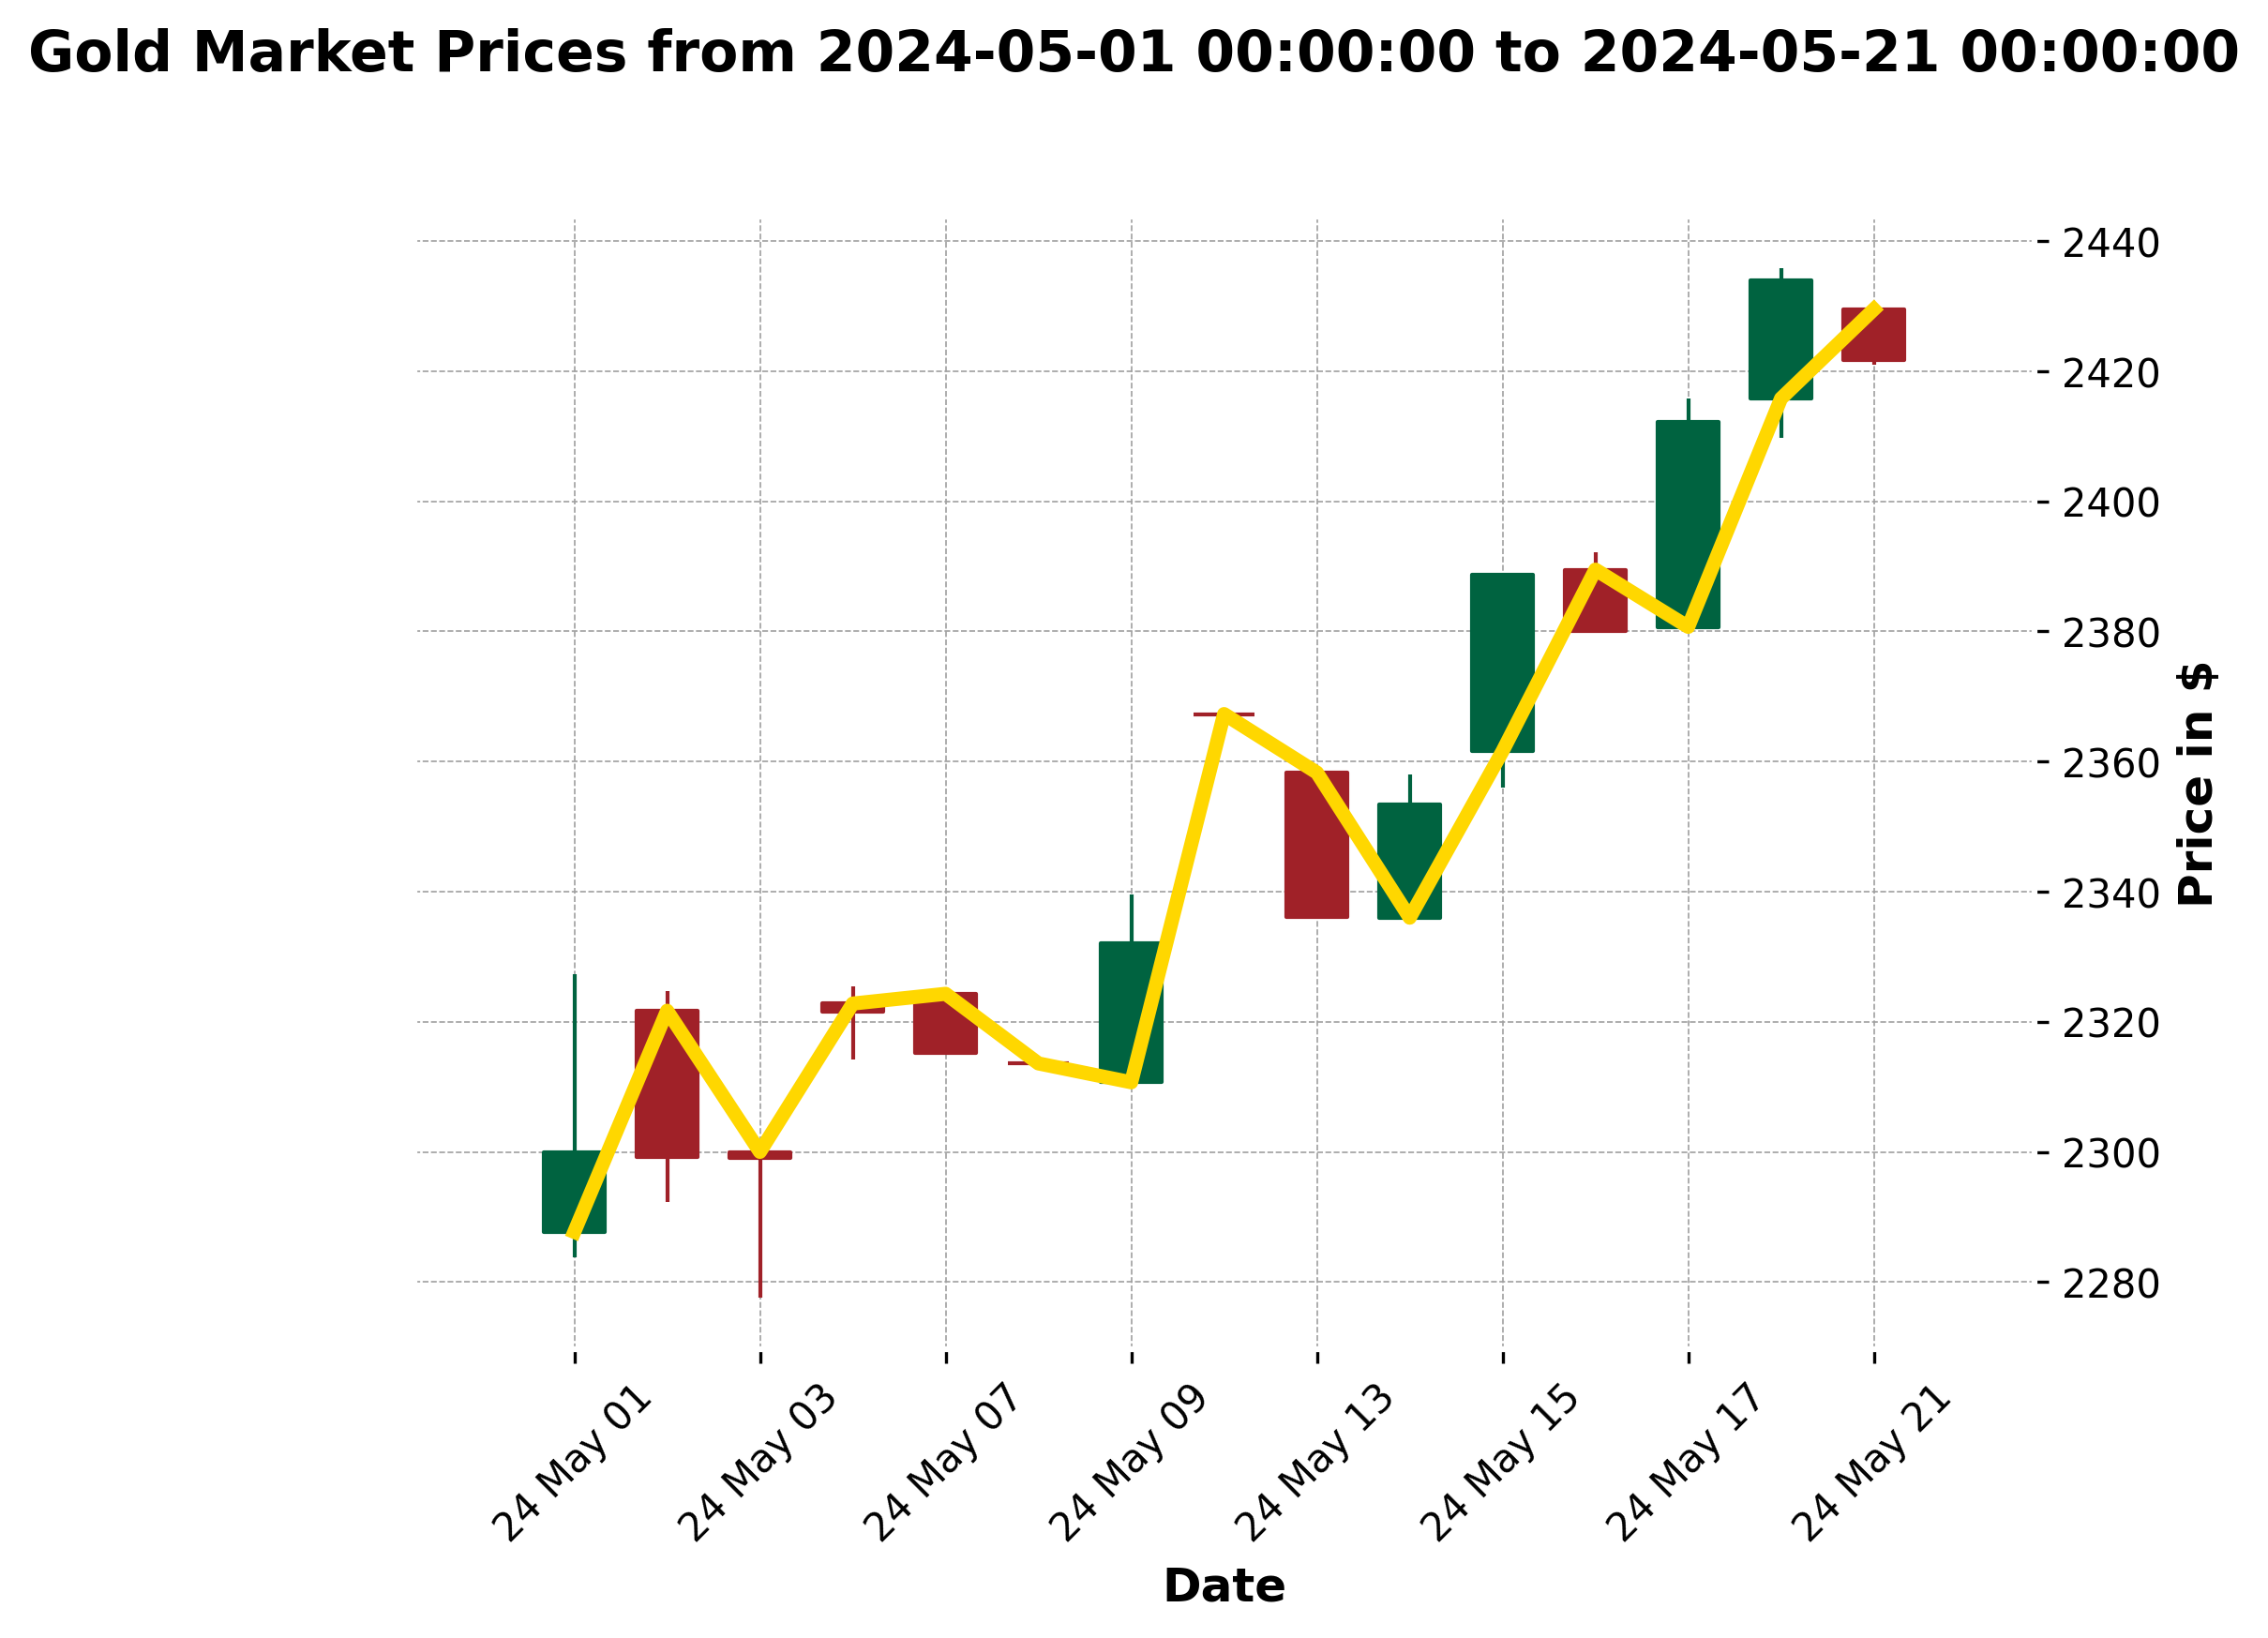 Gold Market Prices from 2024-05-01 00:00:00 to 2024-05-21 00:00:00
2440
2420
2400
2380
2360
2340
2320
2300
2280
Price in $
24 May 01
24 May 03
24 May 07
24 May 09
24 May 13
24 May 15
24 May 17
24 May 21
Date